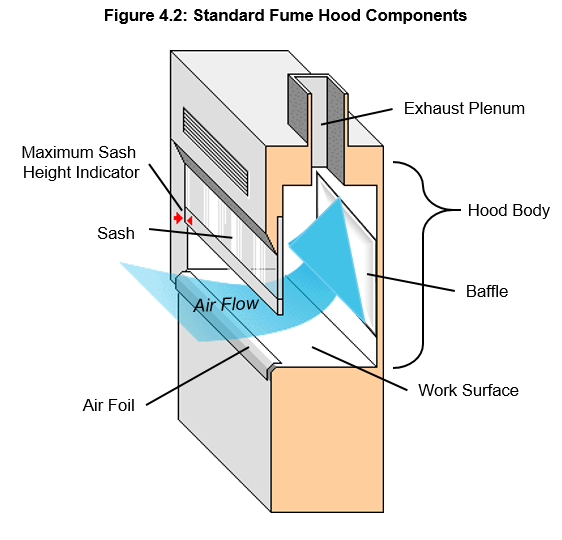 Figure 4.2: Standard Fume Hood Components
Exhaust Plenum
Maximum Sash
Height Indicator
Hood Body
Sash
Baffle
Air Flow
Work Surface
Air Foil